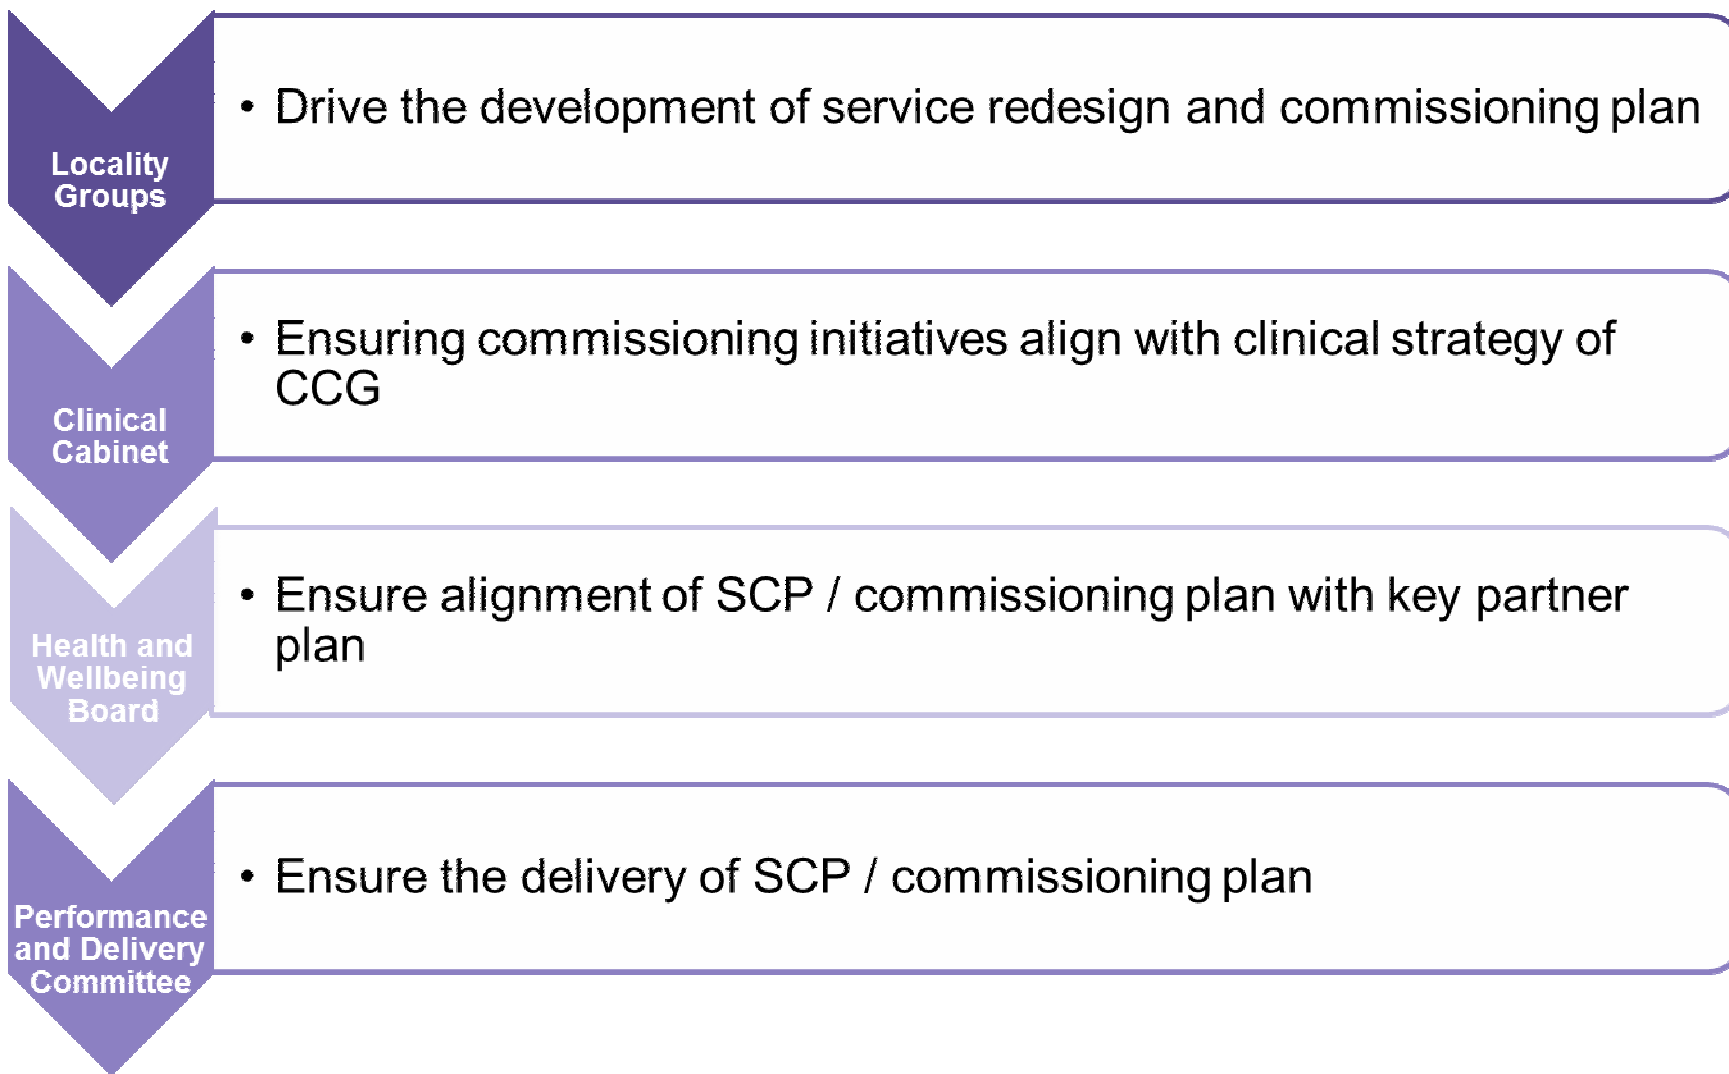 Locality
Groups
• Drive the development of service redesign and commissioning plan
Clinical
Cabinet
• Ensuring commissioning initiatives align with clinical strategy of
CCG
Health and
Wellbeing
Board
• Ensure alignment of SCP / commissioning plan with key partner
plan
Performance
and Delivery
Committee
• Ensure the delivery of SCP / commissioning plan